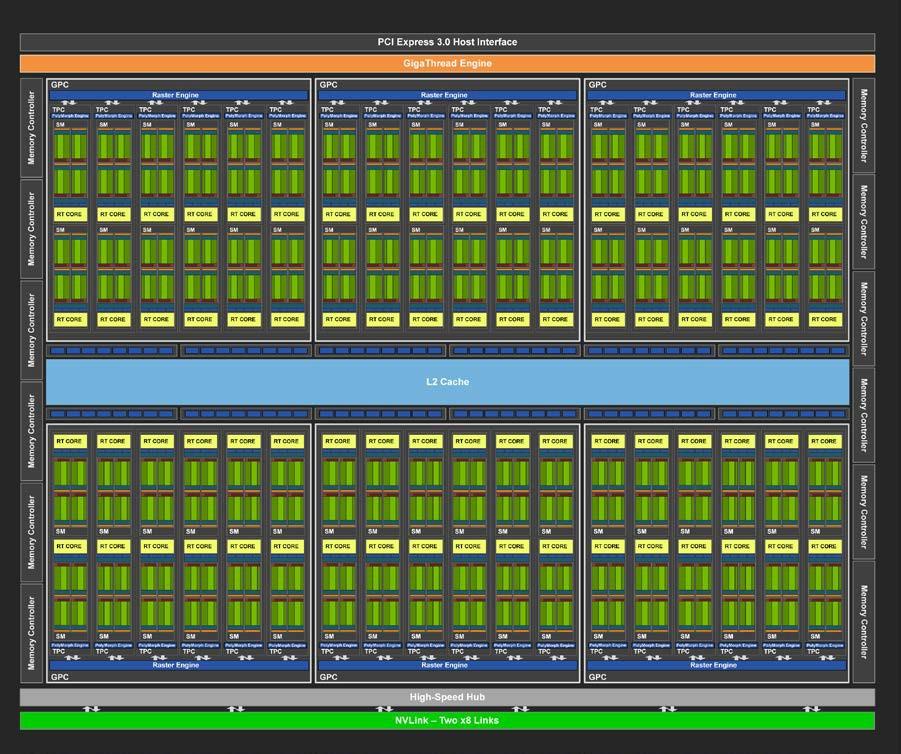 PCI Express 3.0 Host Interface
GigaThread Engine
Memory Controller
Memory Controller
Memory Controller
Memory Controller
Memory Controller
Memory Controller
GPC GPC GPC
Raster Engine Raster Engine Raster Engine
TPC TPC TPC TPC TPC TPC TPC TPC TPC TPC TPC TPC TPC TPC TPC TPC TPC TPC
PolyMorph Engine PolyMorph Engine PolyMorph Engine PolyMorph Engine PolyMorph Engine PolyMorph Engine PolyMorph Engine PolyMorph Engine PolyMorph Engine PolyMorph Engine PolyMorph Engine PolyMorph Engine PolyMorph Engine PolyMorph Engine PolyMorph Engine PolyMorph Engine PolyMorph Engine PolyMorph Engine
SM SM SM SM SM SM SM SM SM SM SM SM SM SM SM SM SM SM
RT CORE RT CORE RT CORE RT CORE RT CORE RT CORE RT CORE RT CORE RT CORE RT CORE RT CORE RT CORE RT CORE RT CORE RT CORE RT CORE RT CORE RT CORE
SM SM SM SM SM SM SM SM SM SM SM SM SM SM SM SM SM SM
RT CORE RT CORE RT CORE RT CORE RT CORE RT CORE RT CORE RT CORE RT CORE RT CORE RT CORE RT CORE RT CORE RT CORE RT CORE RT CORE RT CORE RT CORE
L2 Cache
RT CORE RT CORE RT CORE RT CORE RT CORE RT CORE RT CORE RT CORE RT CORE RT CORE RT CORE RT CORE RT CORE RT CORE RT CORE RT CORE RT CORE RT CORE
SM SM SM SM SM SM SM SM SM SM SM SM SM SM SM SM SM SM
RT CORE RT CORE RT CORE RT CORE RT CORE RT CORE RT CORE RT CORE RT CORE RT CORE RT CORE RT CORE RT CORE RT CORE RT CORE RT CORE RT CORE RT CORE
SM SM SM SM SM SM SM SM SM SM SM SM SM SM SM SM SM SM
PolyMorph Engine PolyMorph Engine PolyMorph Engine PolyMorph Engine PolyMorph Engine PolyMorph Engine PolyMorph Engine PolyMorph Engine PolyMorph Engine PolyMorph Engine PolyMorph Engine PolyMorph Engine PolyMorph Engine PolyMorph Engine PolyMorph Engine PolyMorph Engine PolyMorph Engine PolyMorph Engine
TPC TPC TPC TPC TPC TPC TPC TPC TPC TPC TPC TPC TPC TPC TPC TPC TPC TPC
Raster Engine Raster Engine Raster Engine
GPC GPC GPC
Memory Controller
Memory Controller
Memory Controller
Memory Controller
Memory Controller
Memory Controller
High-Speed Hub
NVLink – Two x8 Links